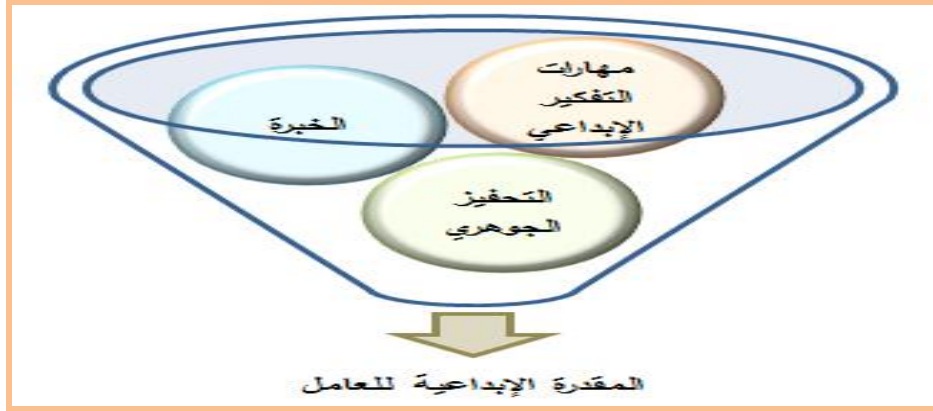 مهارات
التفكير
الإبداعي
الخبرة
التحفيز
الجوهري
المقدرة الإبداعية للعامل